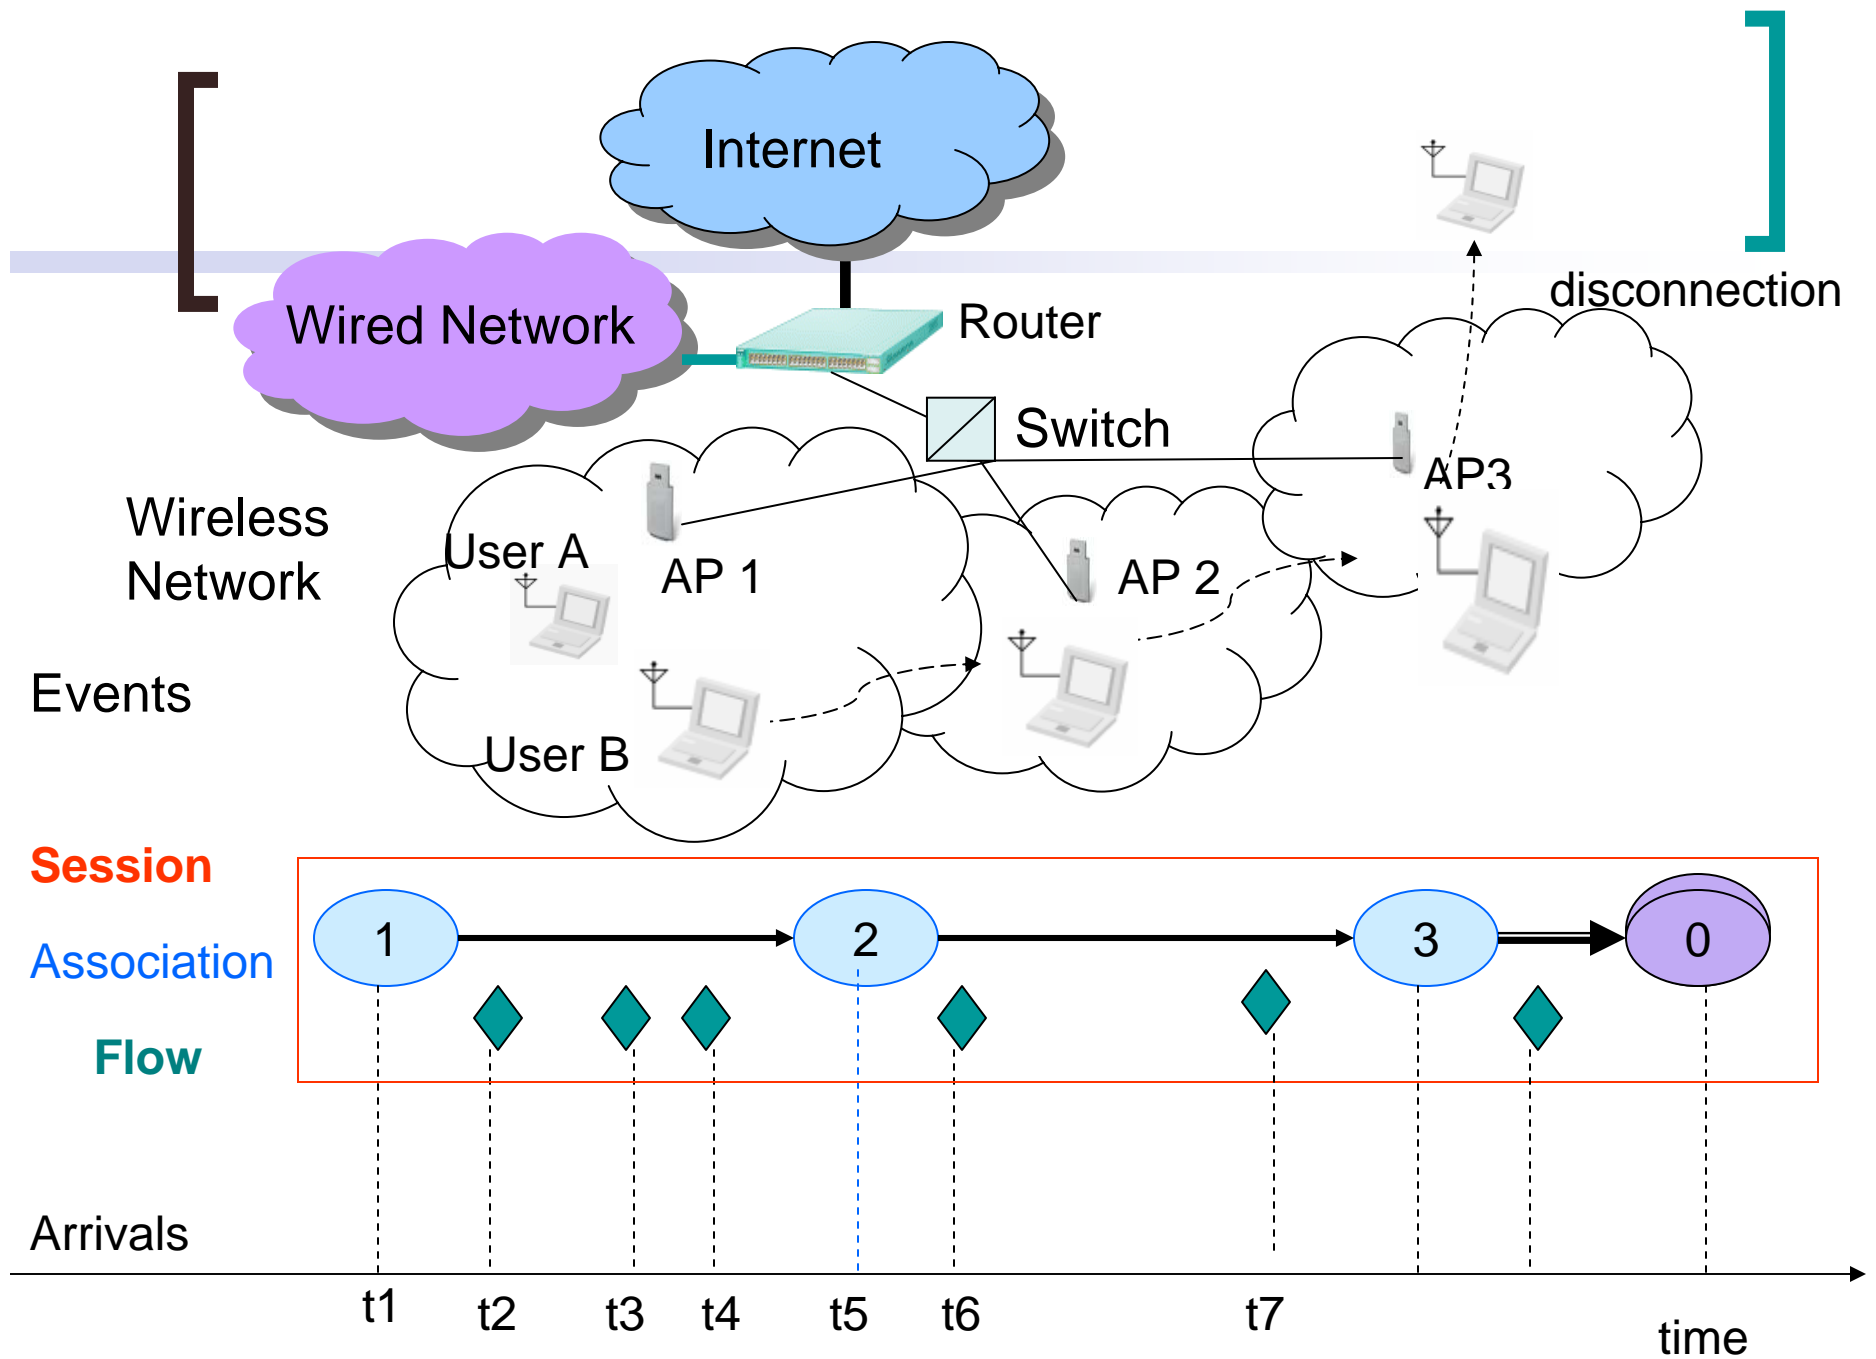 Internet
Wired Network
Router
disconnection
Switch
AP3
Wireless
Network
User A
AP 1
AP 2
Events
User B
Session
1
2
3
0
Association
Flow
Arrivals
t1
t2
t3
t4
t5
t6
t7
time